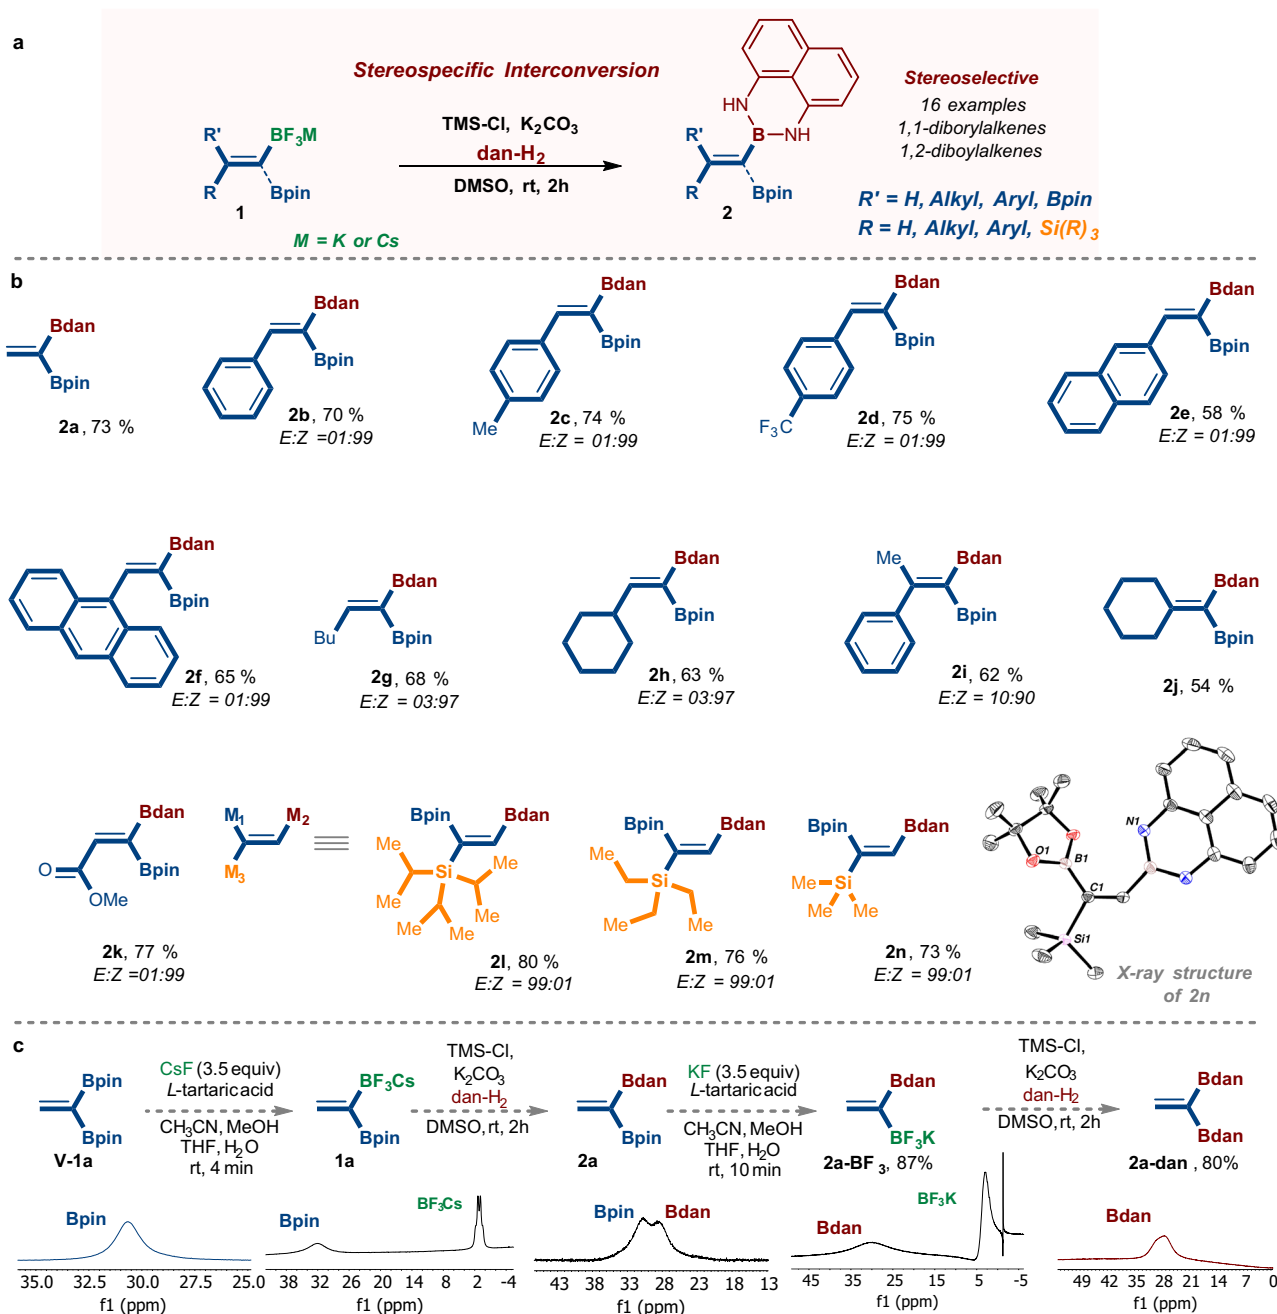 a
Stereospecific Interconversion
R'
BF3M
R
Bpin
1
M = K or Cs
TMS-Cl, K2CO3
dan-H2
DMSO, rt, 2h
HN
B
NH
R'
R
Bpin
2
Stereoselective
16 examples
1,1-diborylalkenes
1,2-diboylalkenes
R' = H, Alkyl, Aryl, Bpin
R = H, Alkyl, Aryl, Si(R)3
b
Bdan
Bpin
2a, 73 %
Bdan
Bpin
2b, 70 %
E:Z =01:99
Bdan
Bpin
Me
2c, 74 %
E:Z = 01:99
Bdan
Bpin
F3C
2d, 75 %
E:Z = 01:99
Bdan
Bpin
2e, 58 %
E:Z = 01:99
Bdan
Bpin
2f, 65 %
E:Z = 01:99
Bdan
Bu
Bpin
2g, 68 %
E:Z = 03:97
Bdan
Bpin
2h, 63 %
E:Z = 03:97
Me
Bdan
Bpin
2i, 62 %
E:Z = 10:90
Bdan
Bpin
2j, 54 %
Bdan
Bpin
O
OMe
2k, 77 %
E:Z =01:99
M1
M2
M3
Bpin
Bdan
Si
Me
Me
Me
Me
Me
Me
2l, 80 %
E:Z = 99:01
Bpin
Bdan
Me
Si
Me
Me
2m, 76 %
E:Z = 99:01
Bpin
Bdan
Me
Si
Me
Me
2n, 73 %
E:Z = 99:01
N1
O1
B1
C1
Si1
X-ray structure
of 2n
c
Bpin
Bpin
V-1a
CsF (3.5 equiv)
L-tartaric acid
CH3CN, MeOH
THF, H2O
rt, 4 min
BF3Cs
Bpin
1a
TMS-Cl,
K2CO3
dan-H2
DMSO, rt, 2h
Bdan
Bpin
2a
KF (3.5 equiv)
L-tartaric acid
CH3CN, MeOH
THF, H2O
rt, 10 min
Bdan
BF3K
2a-BF3, 87%
TMS-Cl,
K2CO3
dan-H2
DMSO, rt, 2h
Bdan
Bdan
2a-dan , 80%
Bpin
35.0 32.5 30.0 27.5 25.0
f1 (ppm)
Bpin
BF3Cs
38 32 26 20 14 8 2 -4
f1 (ppm)
Bpin Bdan
43 38 33 28 23 18 13
f1 (ppm)
Bdan
BF3K
45 35 25 15 5 -5
f1 (ppm)
Bdan
49 42 35 28 21 14 7 0
f1 (ppm)